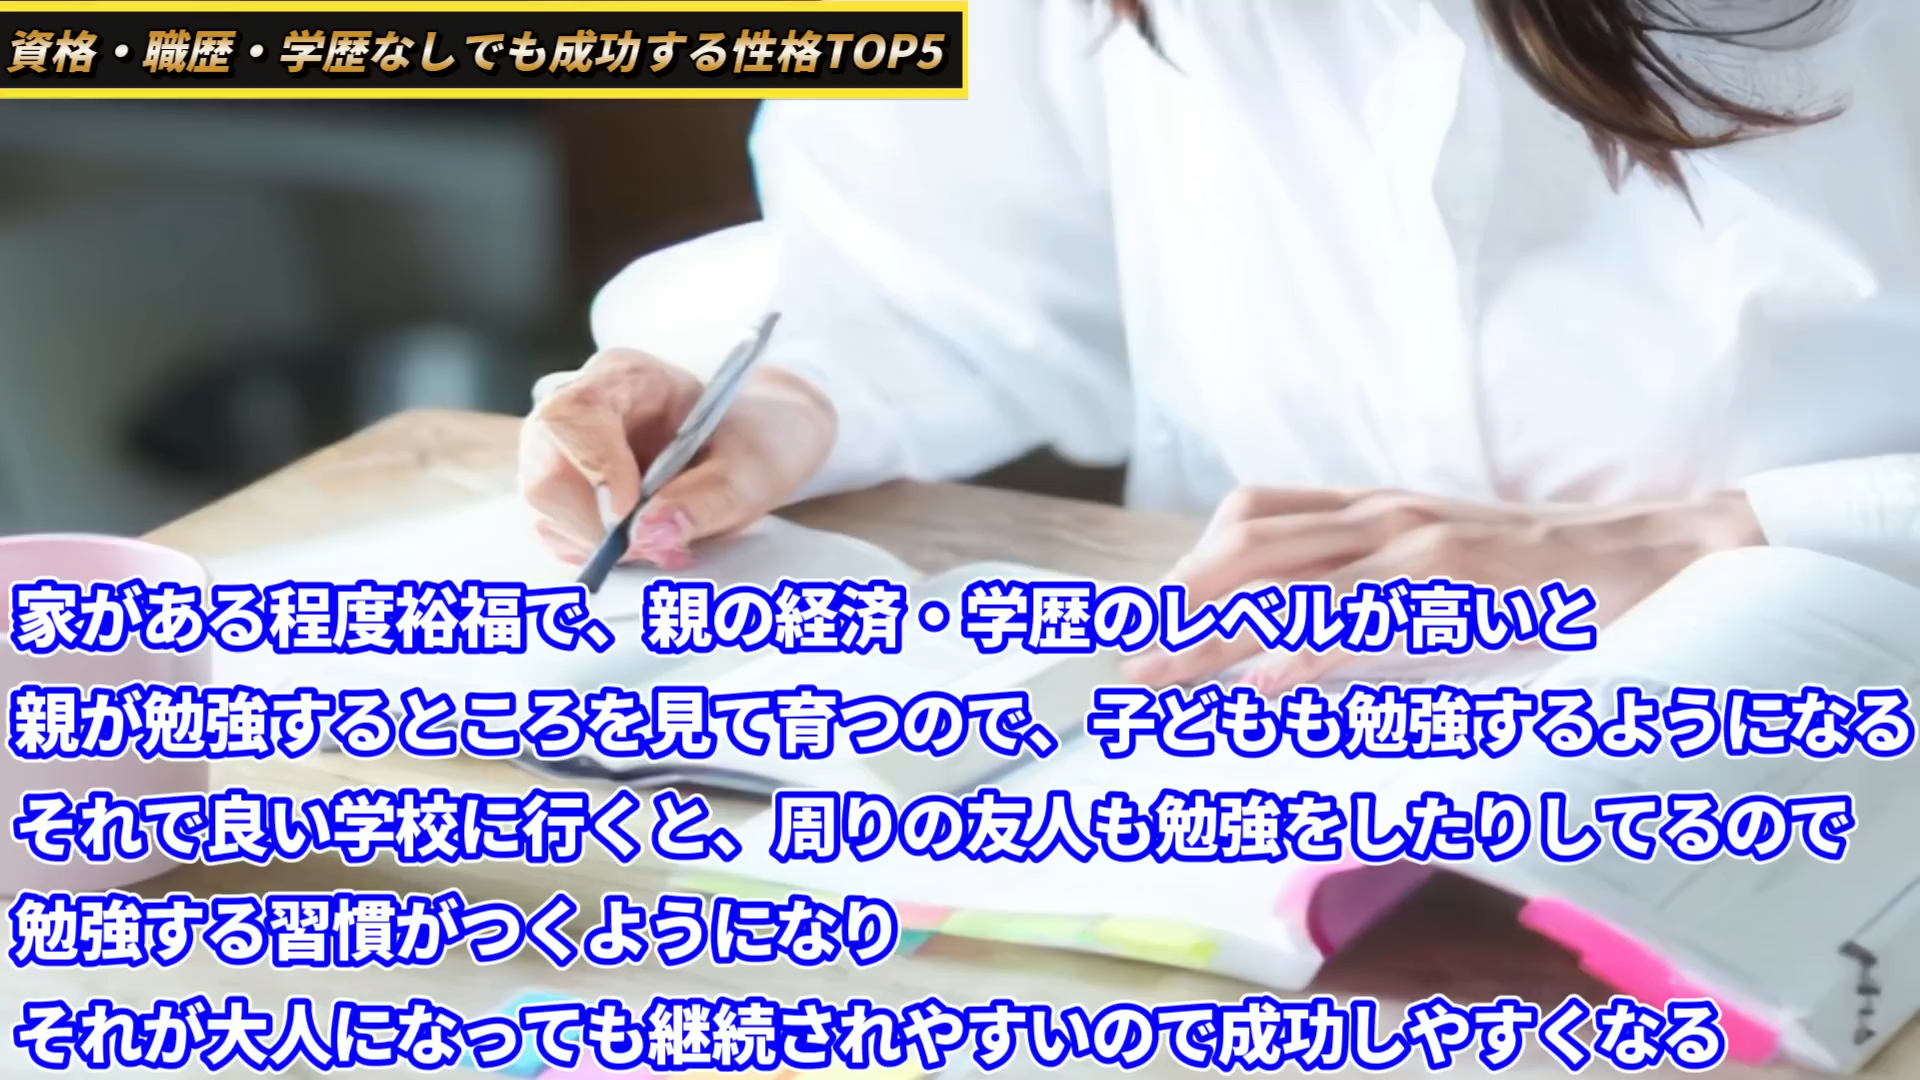 資格・職歴・学歴なしでも成功する性格TOP5
家がある程度裕福で、親の経済・学歴のレベルが高いと
親が勉強するところを見て育つので、子どもも勉強するようになる
それで良い学校に行くと、周りの友人も勉強をしたりしてるので
勉強する習慣がつくようになり
それが大人になっても継続されやすいので成功しやすくなる